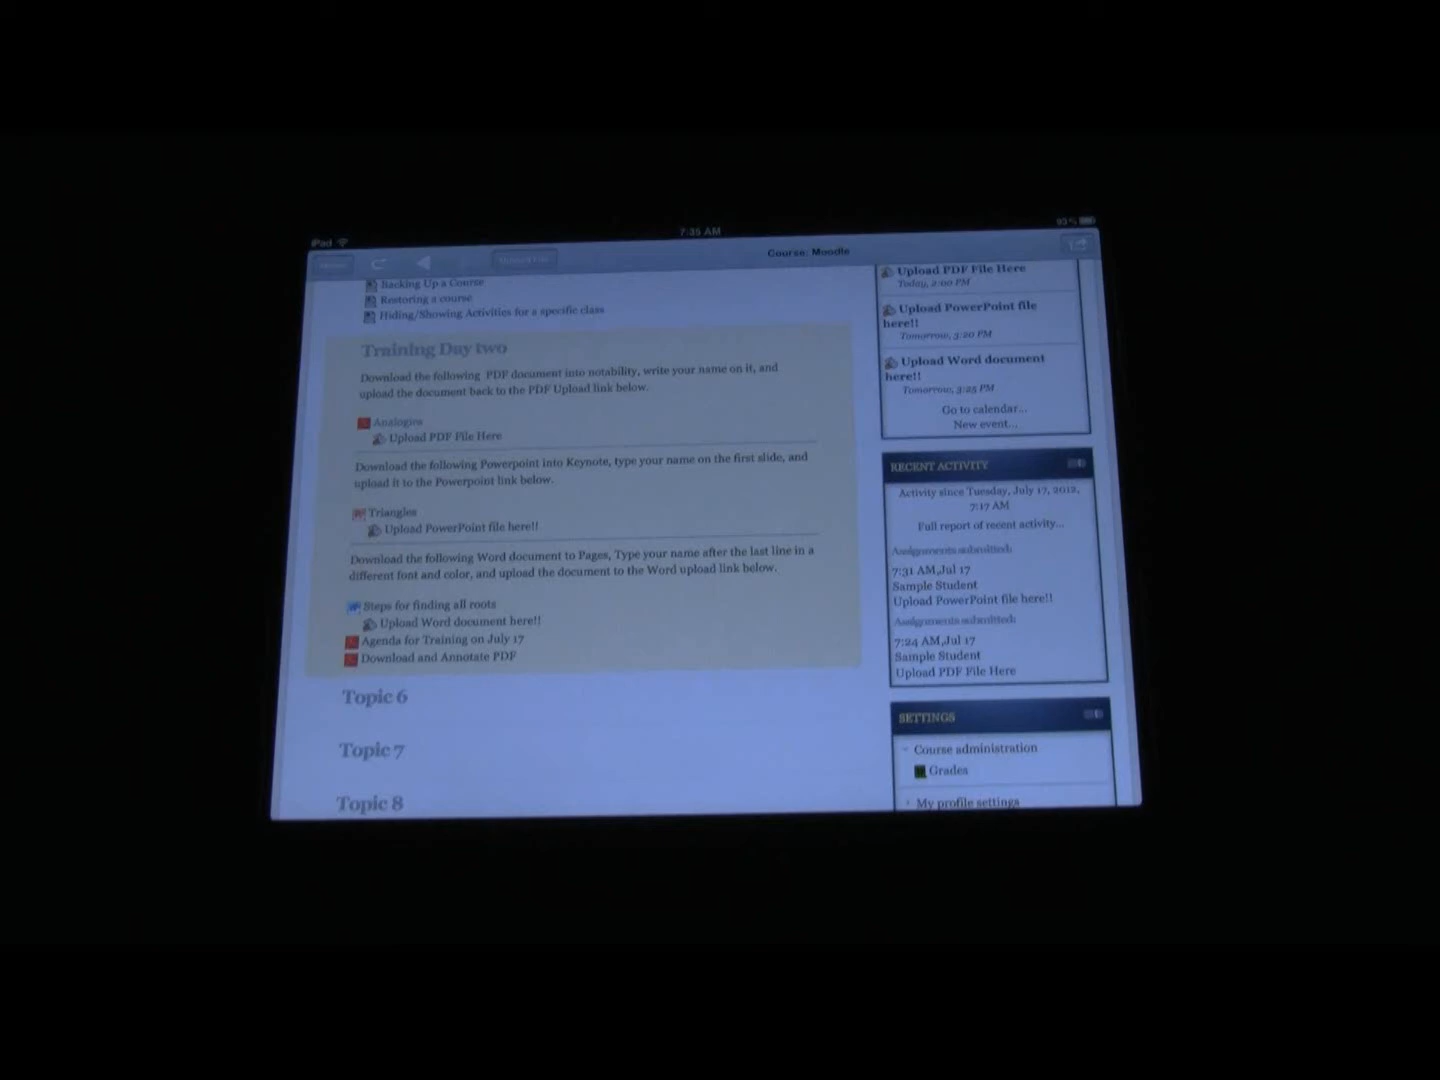 iPad
7:35 AM
93%
Course: Moodle
Backing Up a Course
Restoring a course
Hiding/Showing Activities for a specific class
Training Day two
Download the following PDF document into notability, write your name on it, and
upload the document back to the PDF Upload link below.
Analogies
Upload PDF File Here
Download the following Powerpoint into Keynote, type your name on the first slide, and
upload it to the Powerpoint link below.
Triangles
Upload PowerPoint file here!!
Download the following Word document to Pages, Type your name after the last line in a
different font and color, and upload the document to the Word upload link below.
Steps for finding all roots
Upload Word document here!!
Agenda for Training on July 17
Download and Annotate PDF
Topic 6
Topic 7
Topic 8
Upload PDF File Here
Today, 2:00 PM
Upload PowerPoint file
here!!
Tomorrow, 3:20 PM
Upload Word document
here!!
Tomorrow, 3:25 PM
Go to calendar...
New event...
RECENT ACTIVITY
Activity since Tuesday, July 17, 2012,
7:17 AM
Full report of recent activity...
Assignments submitted:
7:31 AM,Jul 17
Sample Student
Upload PowerPoint file here!!
Assignments submitted:
7:24 AM,Jul 17
Sample Student
Upload PDF File Here
SETTINGS
Course administration
Grades
My profile settings